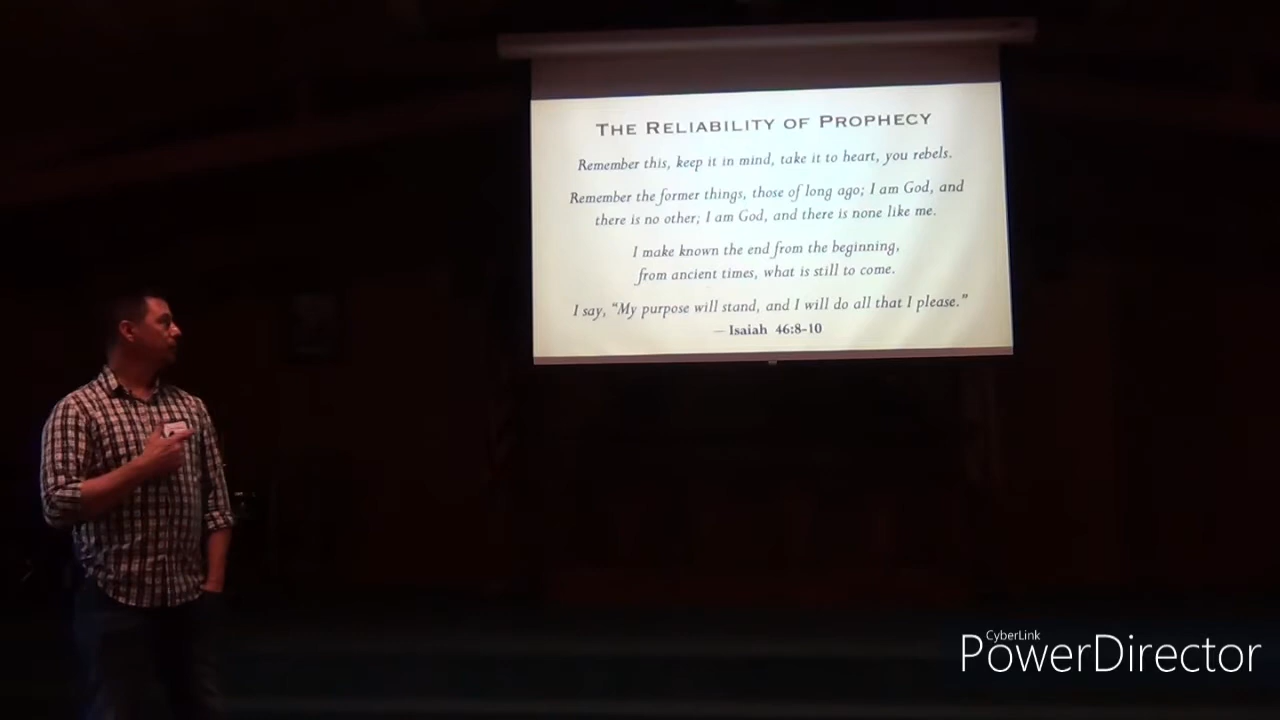 THE RELIABILITY OF PROPHECY
Remember this, keep it in mind, take it to heart, you rebels.
Remember the former things, those of long ago; I am God, and
there is no other; I am God, and there is none like me.
I make known the end from the beginning,
from ancient times, what is still to come.
I say, “My purpose will stand, and I will do all that I please.”
— Isaiah 46:8-10
CyberLink
PowerDirector